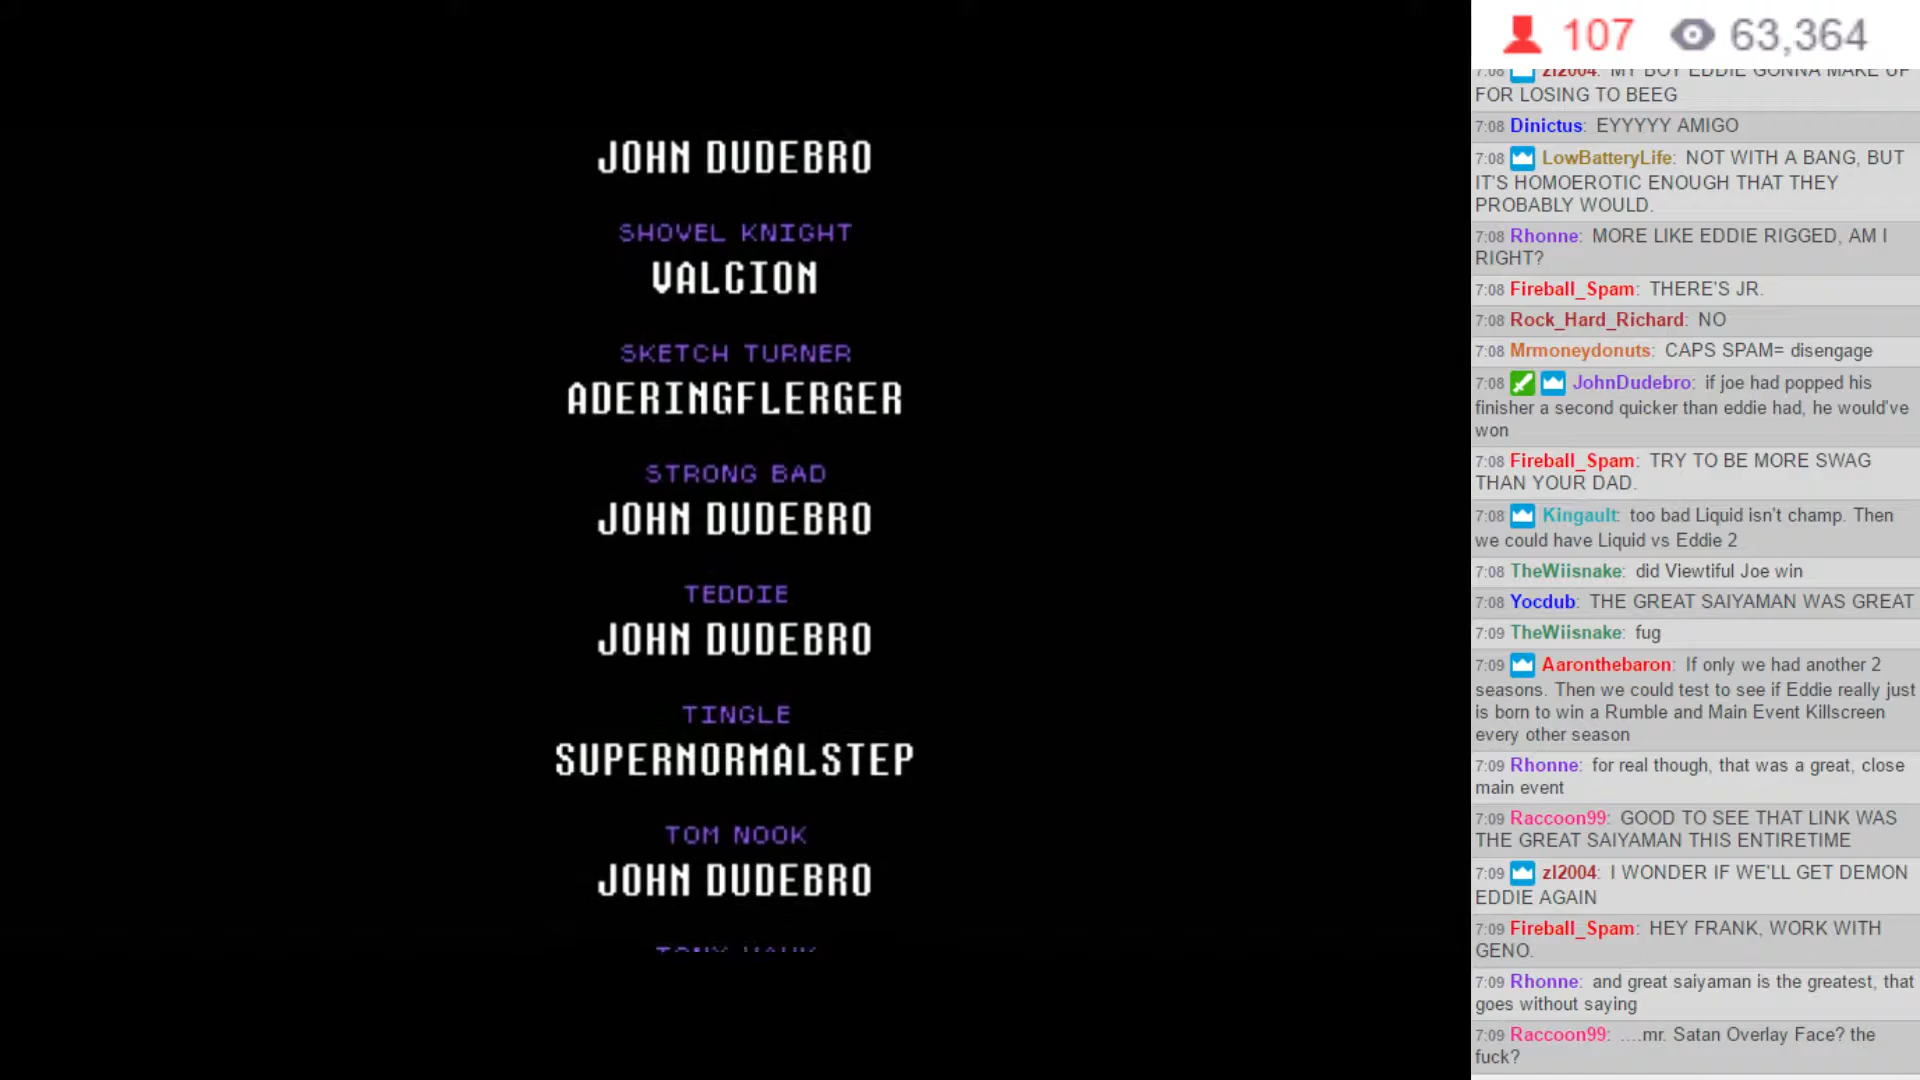 JOHN DUDEBRO
SHOVEL KNIGHT
VALGION
SKETCH TURNER
ADERINGFLERGER
STRONG BAD
JOHN DUDEBRO
TEDDIE
JOHN DUDEBRO
TINGLE
SUPERNORMALSTEP
TOM NOOK
JOHN DUDEBRO
107 63,364
7:08 zl2004: MY BOY EDDIE GONNA MAKE UP
FOR LOSING TO BEEG
7:08 Dinictus: EYYYYY AMIGO
7:08 LowBatteryLife: NOT WITH A BANG, BUT
IT'S HOMOEROTIC ENOUGH THAT THEY
PROBABLY WOULD.
7:08 Rhonne: MORE LIKE EDDIE RIGGED, AM I
RIGHT?
7:08 Fireball_Spam: THERE'S JR.
7:08 Rock_Hard_Richard: NO
7:08 Mrmoneydonuts: CAPS SPAM= disengage
7:08 JohnDudebro: if joe had popped his
finisher a second quicker than eddie had, he would've
won
7:08 Fireball_Spam: TRY TO BE MORE SWAG
THAN YOUR DAD.
7:08 Kingault: too bad Liquid isn't champ. Then
we could have Liquid vs Eddie 2
7:08 TheWiisnake: did Viewtiful Joe win
7:08 Yocdub: THE GREAT SAIYAMAN WAS GREAT
7:09 TheWiisnake: fug
7:09 Aaronthebaron: If only we had another 2
seasons. Then we could test to see if Eddie really just
is born to win a Rumble and Main Event Killscreen
every other season
7:09 Rhonne: for real though, that was a great, close
main event
7:09 Raccoon99: GOOD TO SEE THAT LINK WAS
THE GREAT SAIYAMAN THIS ENTIRETIME
7:09 zl2004: I WONDER IF WE'LL GET DEMON
EDDIE AGAIN
7:09 Fireball_Spam: HEY FRANK, WORK WITH
GENO.
7:09 Rhonne: and great saiyaman is the greatest, that
goes without saying
7:09 Raccoon99: ....mr. Satan Overlay Face? the
fuck?